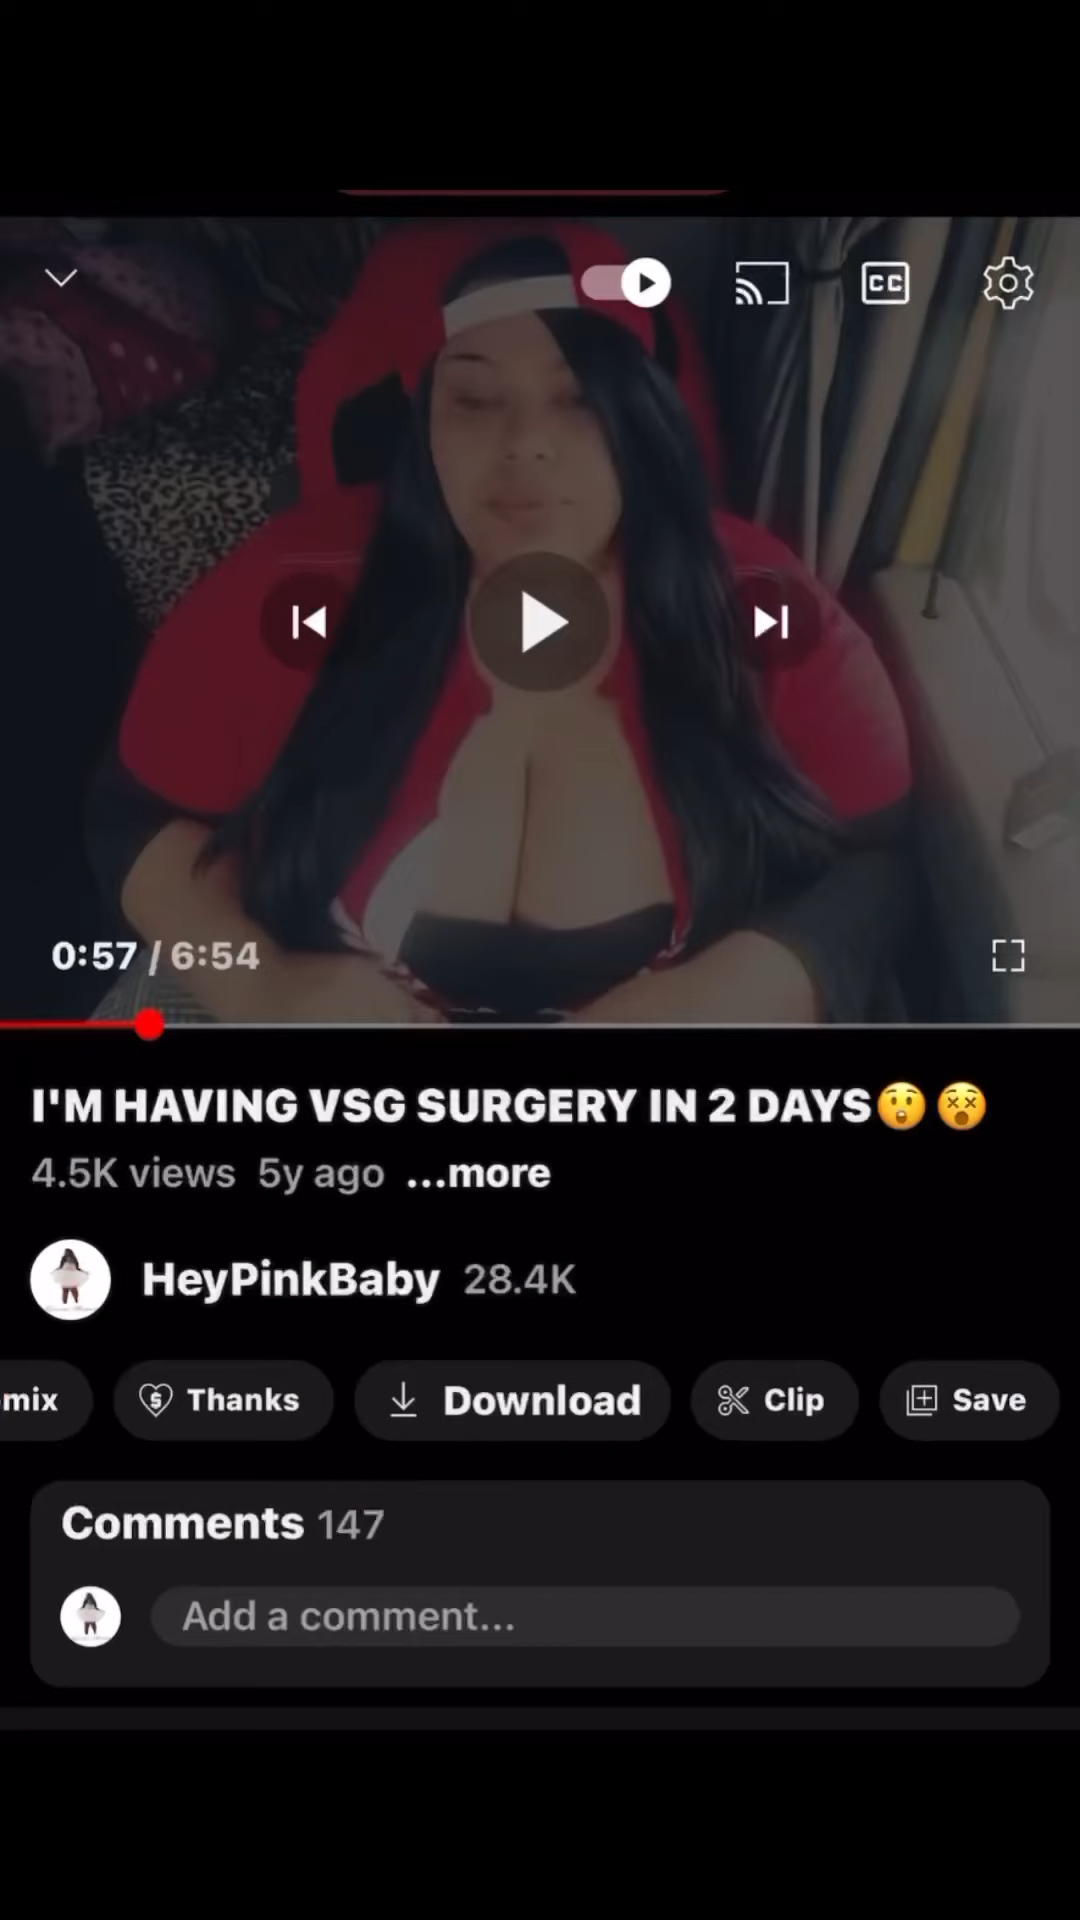 CC
0:57 / 6:54
I'M HAVING VSG SURGERY IN 2 DAYS😲 😵
4.5K views 5y ago ...more
HeyPinkBaby 28.4K
mix Thanks Download Clip Save
Comments 147
Add a comment...